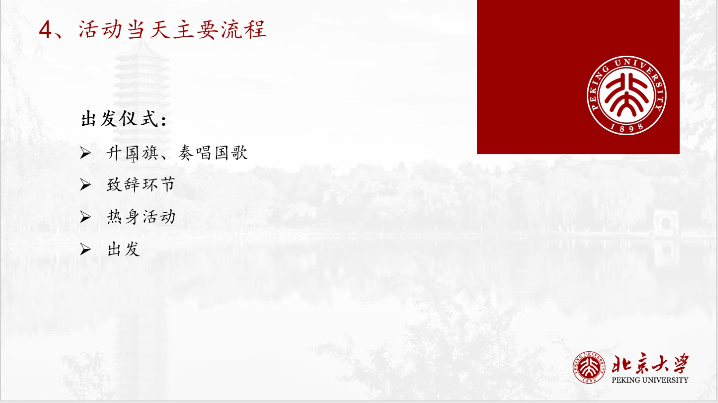 4、活动当天主要流程
PEKING UNIVERSITY
1898
出发仪式：
➢ 升国旗、奏唱国歌
➢ 致辞环节
➢ 热身活动
➢ 出发
北京大学
PEKING UNIVERSITY